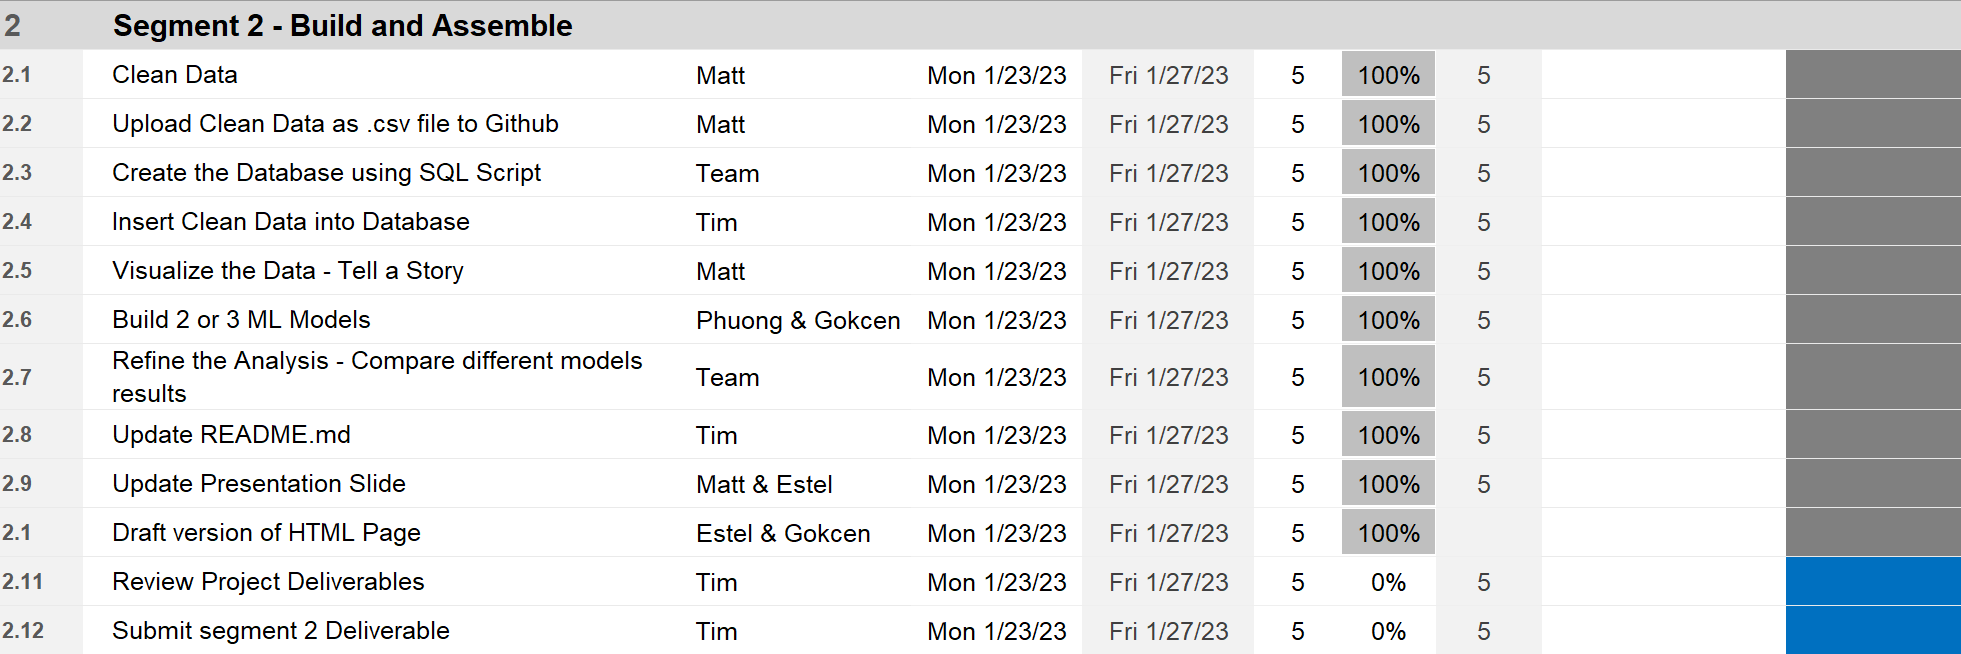 2 Segment 2 - Build and Assemble
2.1 Clean Data Matt Mon 1/23/23 Fri 1/27/23 5 100% 5
2.2 Upload Clean Data as .csv file to Github Matt Mon 1/23/23 Fri 1/27/23 5 100% 5
2.3 Create the Database using SQL Script Team Mon 1/23/23 Fri 1/27/23 5 100% 5
2.4 Insert Clean Data into Database Tim Mon 1/23/23 Fri 1/27/23 5 100% 5
2.5 Visualize the Data - Tell a Story Matt Mon 1/23/23 Fri 1/27/23 5 100% 5
2.6 Build 2 or 3 ML Models Phuong & Gokcen Mon 1/23/23 Fri 1/27/23 5 100% 5
2.7 Refine the Analysis - Compare different models
results Team Mon 1/23/23 Fri 1/27/23 5 100% 5
2.8 Update README.md Tim Mon 1/23/23 Fri 1/27/23 5 100% 5
2.9 Update Presentation Slide Matt & Estel Mon 1/23/23 Fri 1/27/23 5 100% 5
2.1 Draft version of HTML Page Estel & Gokcen Mon 1/23/23 Fri 1/27/23 5 100%
2.11 Review Project Deliverables Tim Mon 1/23/23 Fri 1/27/23 5 0% 5
2.12 Submit segment 2 Deliverable Tim Mon 1/23/23 Fri 1/27/23 5 0% 5